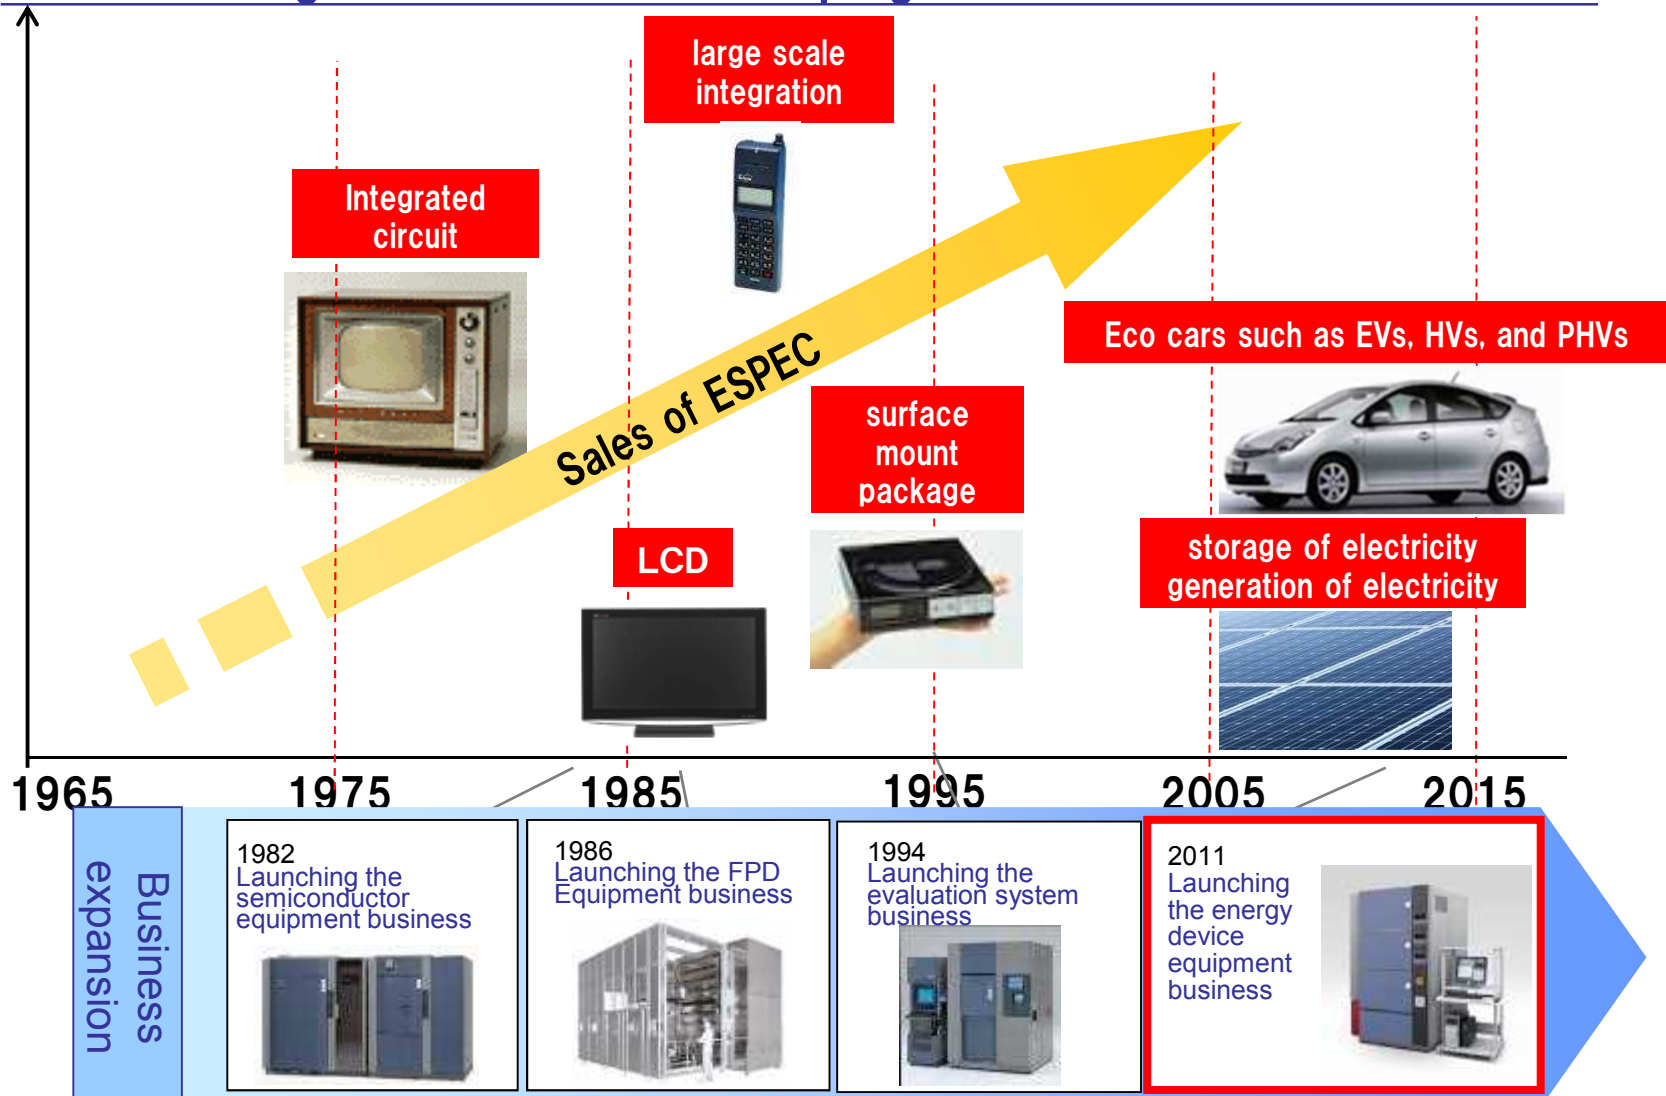 large scale
integration
Integrated
circuit
Eco cars such as EVs, HVs, and PHVs
Sales of ESPEC
surface
mount
package
LCD
storage of electricity
generation of electricity
1965
1975
1985
1995
2005
2015
Business
expansion
1982
Launching the
semiconductor
equipment business
1986
Launching the FPD
Equipment business
1994
Launching the
evaluation system
business
2011
Launching
the energy
device
equipment
business